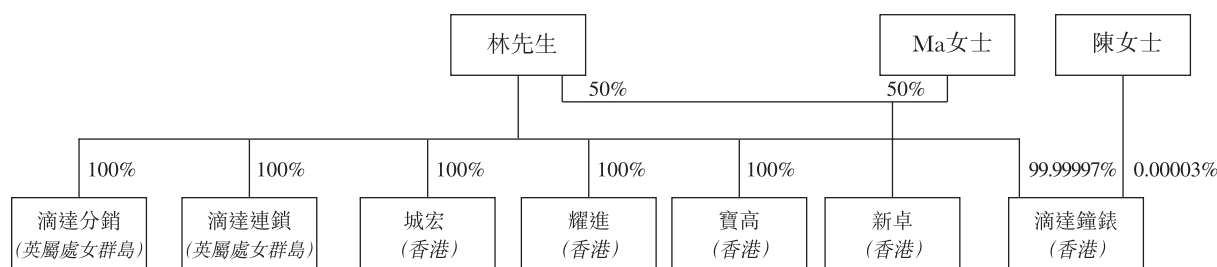 林先生
Ma女士
陳女士
50%
50%
100%
100%
100%
100%
100%
99.99997%
0.00003%
滴達分銷
(英屬處女群島)
滴達連鎖
(英屬處女群島)
城宏
(香港)
耀進
(香港)
寶高
(香港)
新卓
(香港)
滴達鐘錶
(香港)